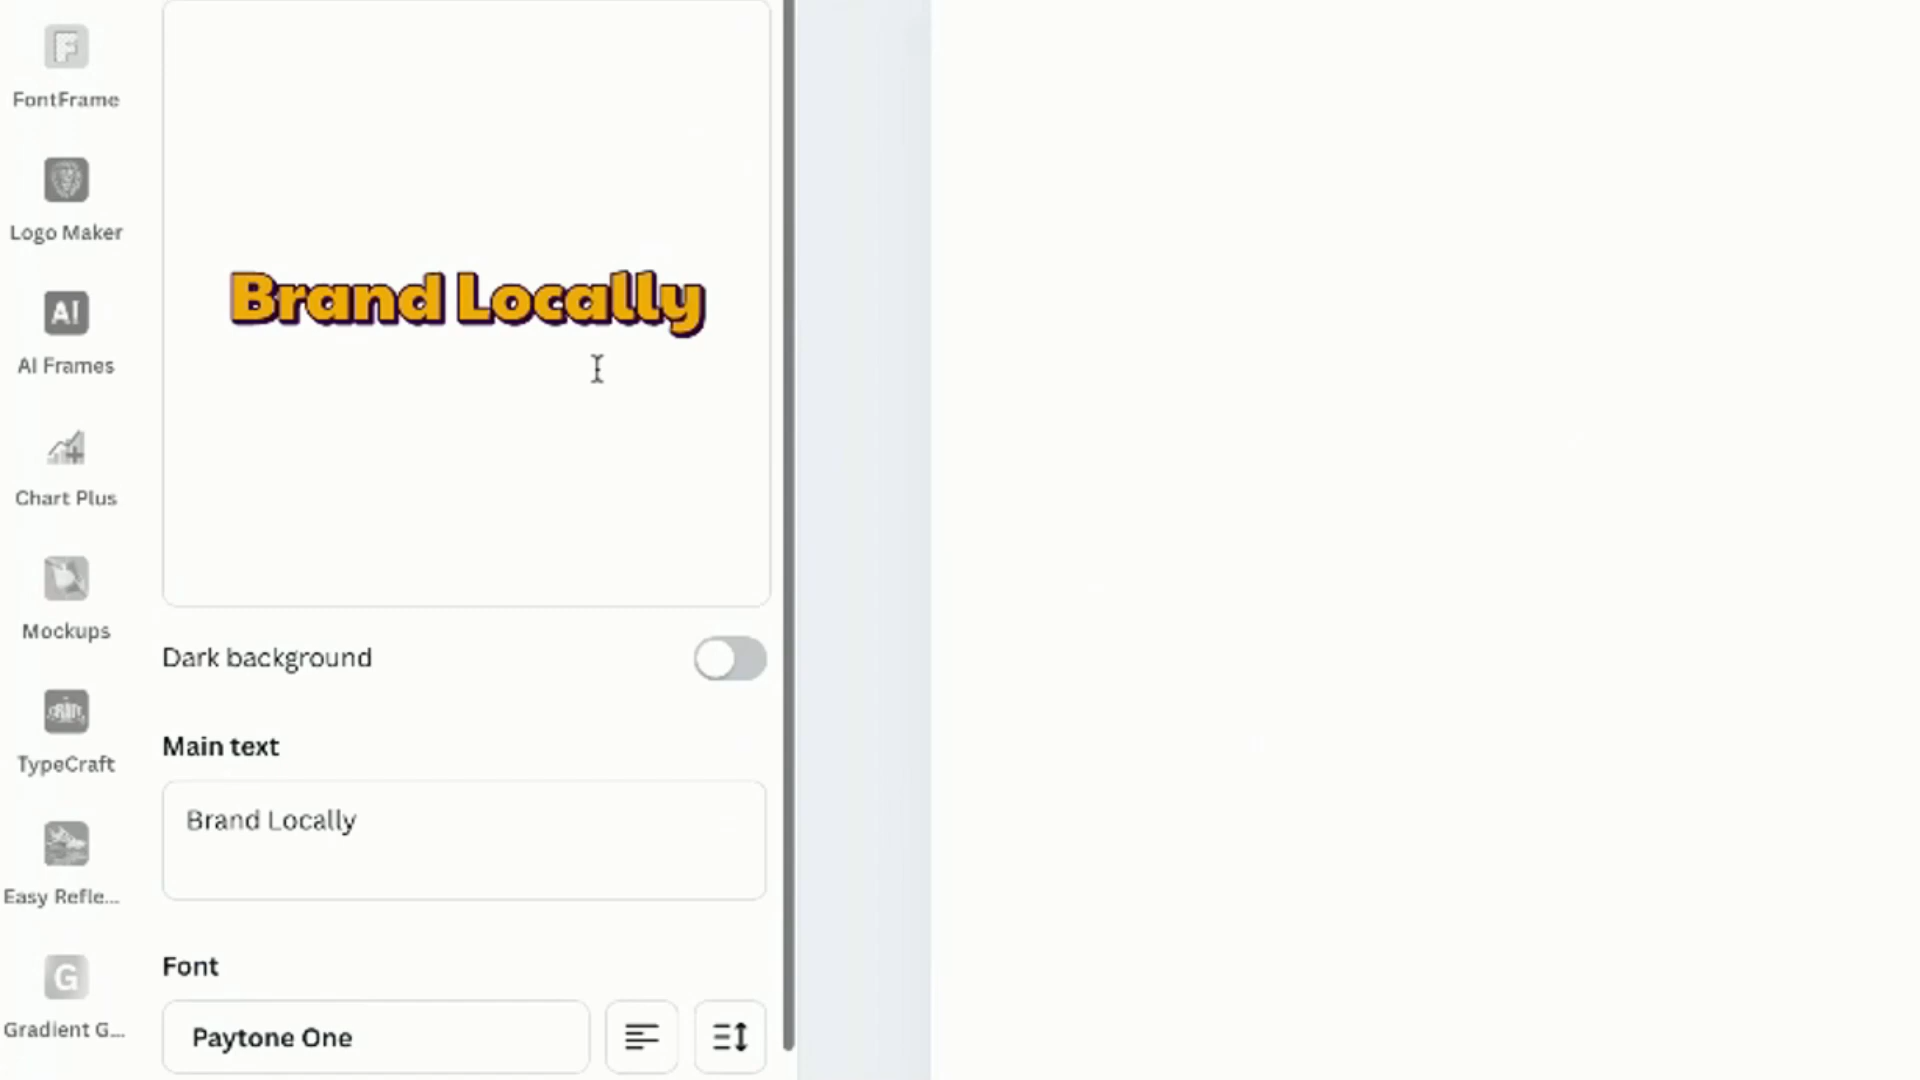 FontFrame
Logo Maker
AI
AI Frames
Chart Plus
Mockups
TypeCraft
Easy Refle...
G
Gradient G...
Brand Locally
Dark background
Main text
Brand Locally
Font
Paytone One